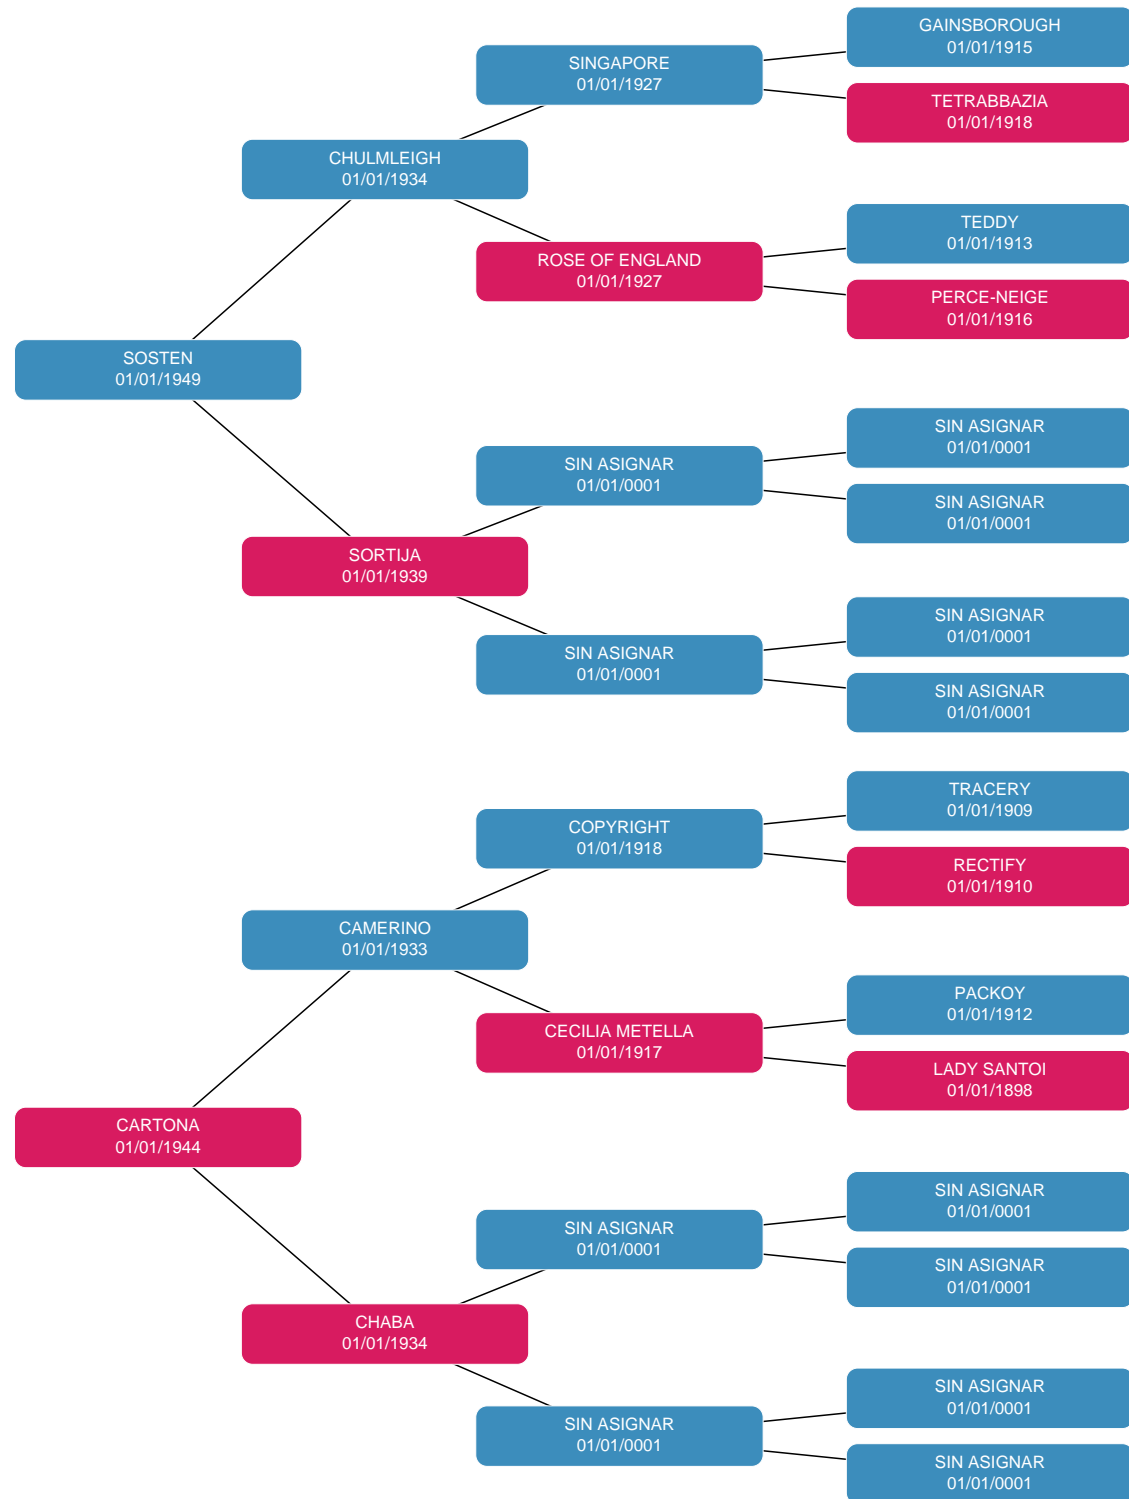 GAINSBOROUGH
01/01/1915
SINGAPORE
01/01/1927
TETRABBAZIA
01/01/1918
CHULMLEIGH
01/01/1934
TEDDY
01/01/1913
ROSE OF ENGLAND
01/01/1927
PERCE-NEIGE
01/01/1916
SOSTEN
01/01/1949
SIN ASIGNAR
01/01/0001
SIN ASIGNAR
01/01/0001
SIN ASIGNAR
01/01/0001
SORTIJA
01/01/1939
SIN ASIGNAR
01/01/0001
SIN ASIGNAR
01/01/0001
SIN ASIGNAR
01/01/0001
TRACERY
01/01/1909
COPYRIGHT
01/01/1918
RECTIFY
01/01/1910
CAMERINO
01/01/1933
PACKOY
01/01/1912
CECILIA METELLA
01/01/1917
LADY SANTOI
01/01/1898
CARTONA
01/01/1944
SIN ASIGNAR
01/01/0001
SIN ASIGNAR
01/01/0001
SIN ASIGNAR
01/01/0001
CHABA
01/01/1934
SIN ASIGNAR
01/01/0001
SIN ASIGNAR
01/01/0001
SIN ASIGNAR
01/01/0001